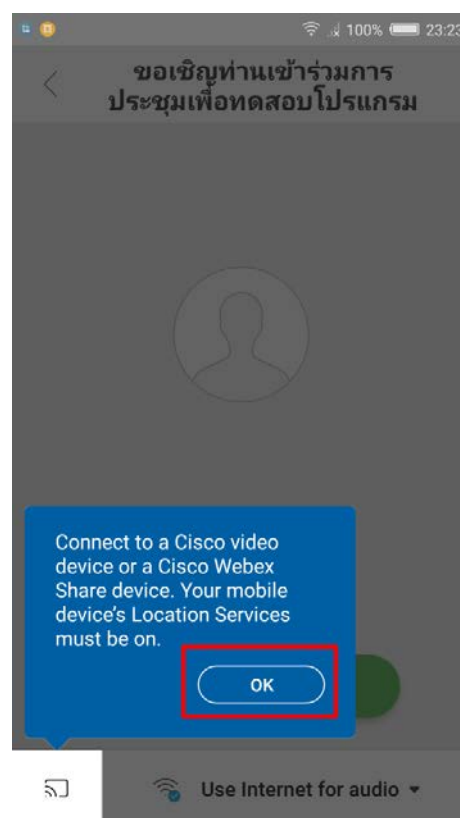 100% 23:23
ขอเชิญท่านเข้าร่วมการ
ประชุมเพื่อทดสอบโปรแกรม
Connect to a Cisco video
device or a Cisco Webex
Share device. Your mobile
device's Location Services
must be on.
OK
Use Internet for audio